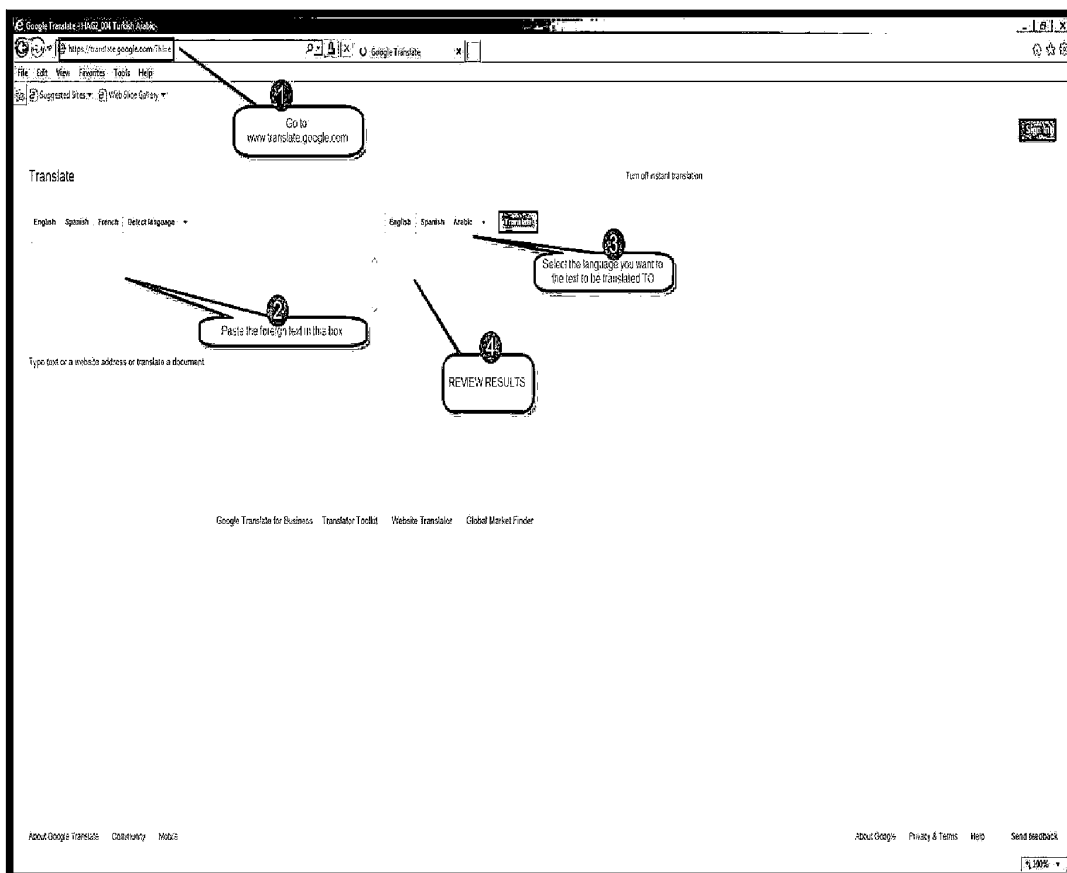 Google Translate - HAG2_004 Turkish Arabic
https://translate.google.com/?hl=e
Google Translate
File Edit View Favorites Tools Help
Suggested Sites Web Slice Gallery
1
Go to
www.translate.google.com
Sign in
Translate
Turn off instant translation
English Spanish French Detect language
English Spanish Arabic Translate
3
Select the language you want to
the text to be translated TO
2
Paste the foreign text in this box
4
Type text or a website address or translate a document
REVIEW RESULTS
Google Translate for Business Translator Toolkit Website Translator Global Market Finder
About Google Translate Community Mobile
About Google Privacy & Terms Help Send feedback
100%